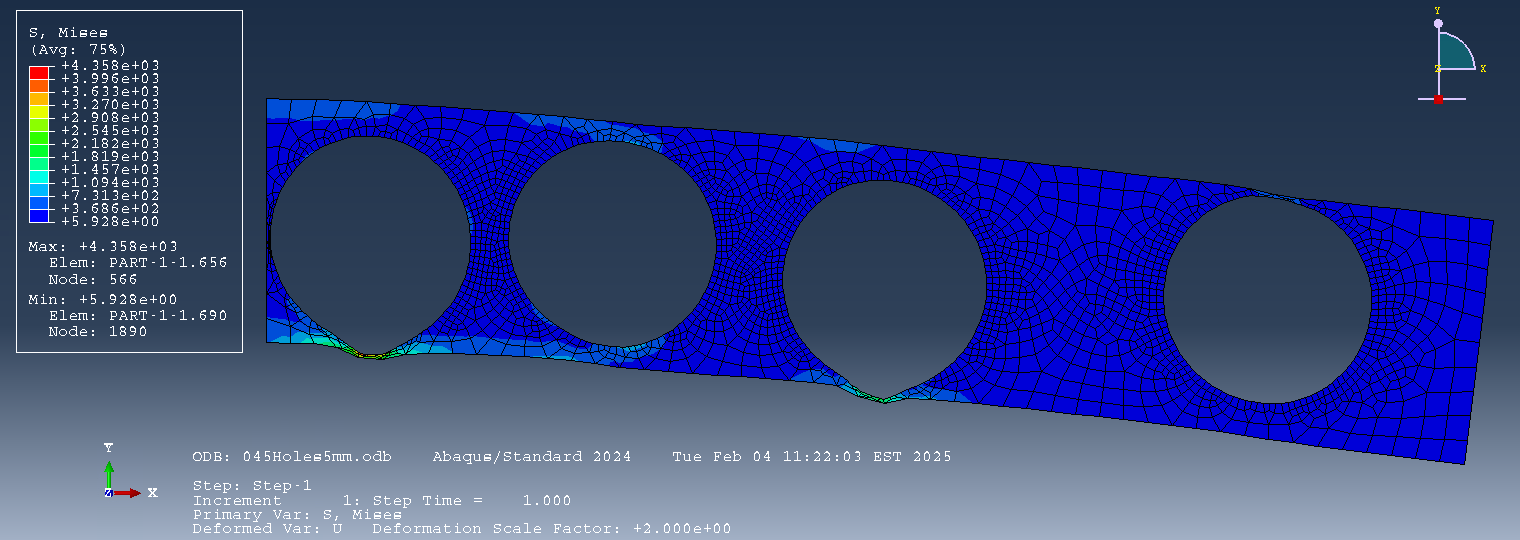 S, Mises
(Avg: 75%)
+4.358e+03
+3.996e+03
+3.633e+03
+3.270e+03
+2.908e+03
+2.545e+03
+2.182e+03
+1.819e+03
+1.457e+03
+1.094e+03
+7.313e+02
+3.686e+02
+5.928e+00
Max: +4.358e+03
Elem: PART-1-1.656
Node: 566
Min: +5.928e+00
Elem: PART-1-1.690
Node: 1890
Y
Z
X
Y
Z
X
ODB: 045Holes5mm.odb Abaqus/Standard 2024 Tue Feb 04 11:22:03 EST 2025
Step: Step-1
Increment 1: Step Time = 1.000
Primary Var: S, Mises
Deformed Var: U Deformation Scale Factor: +2.000e+00